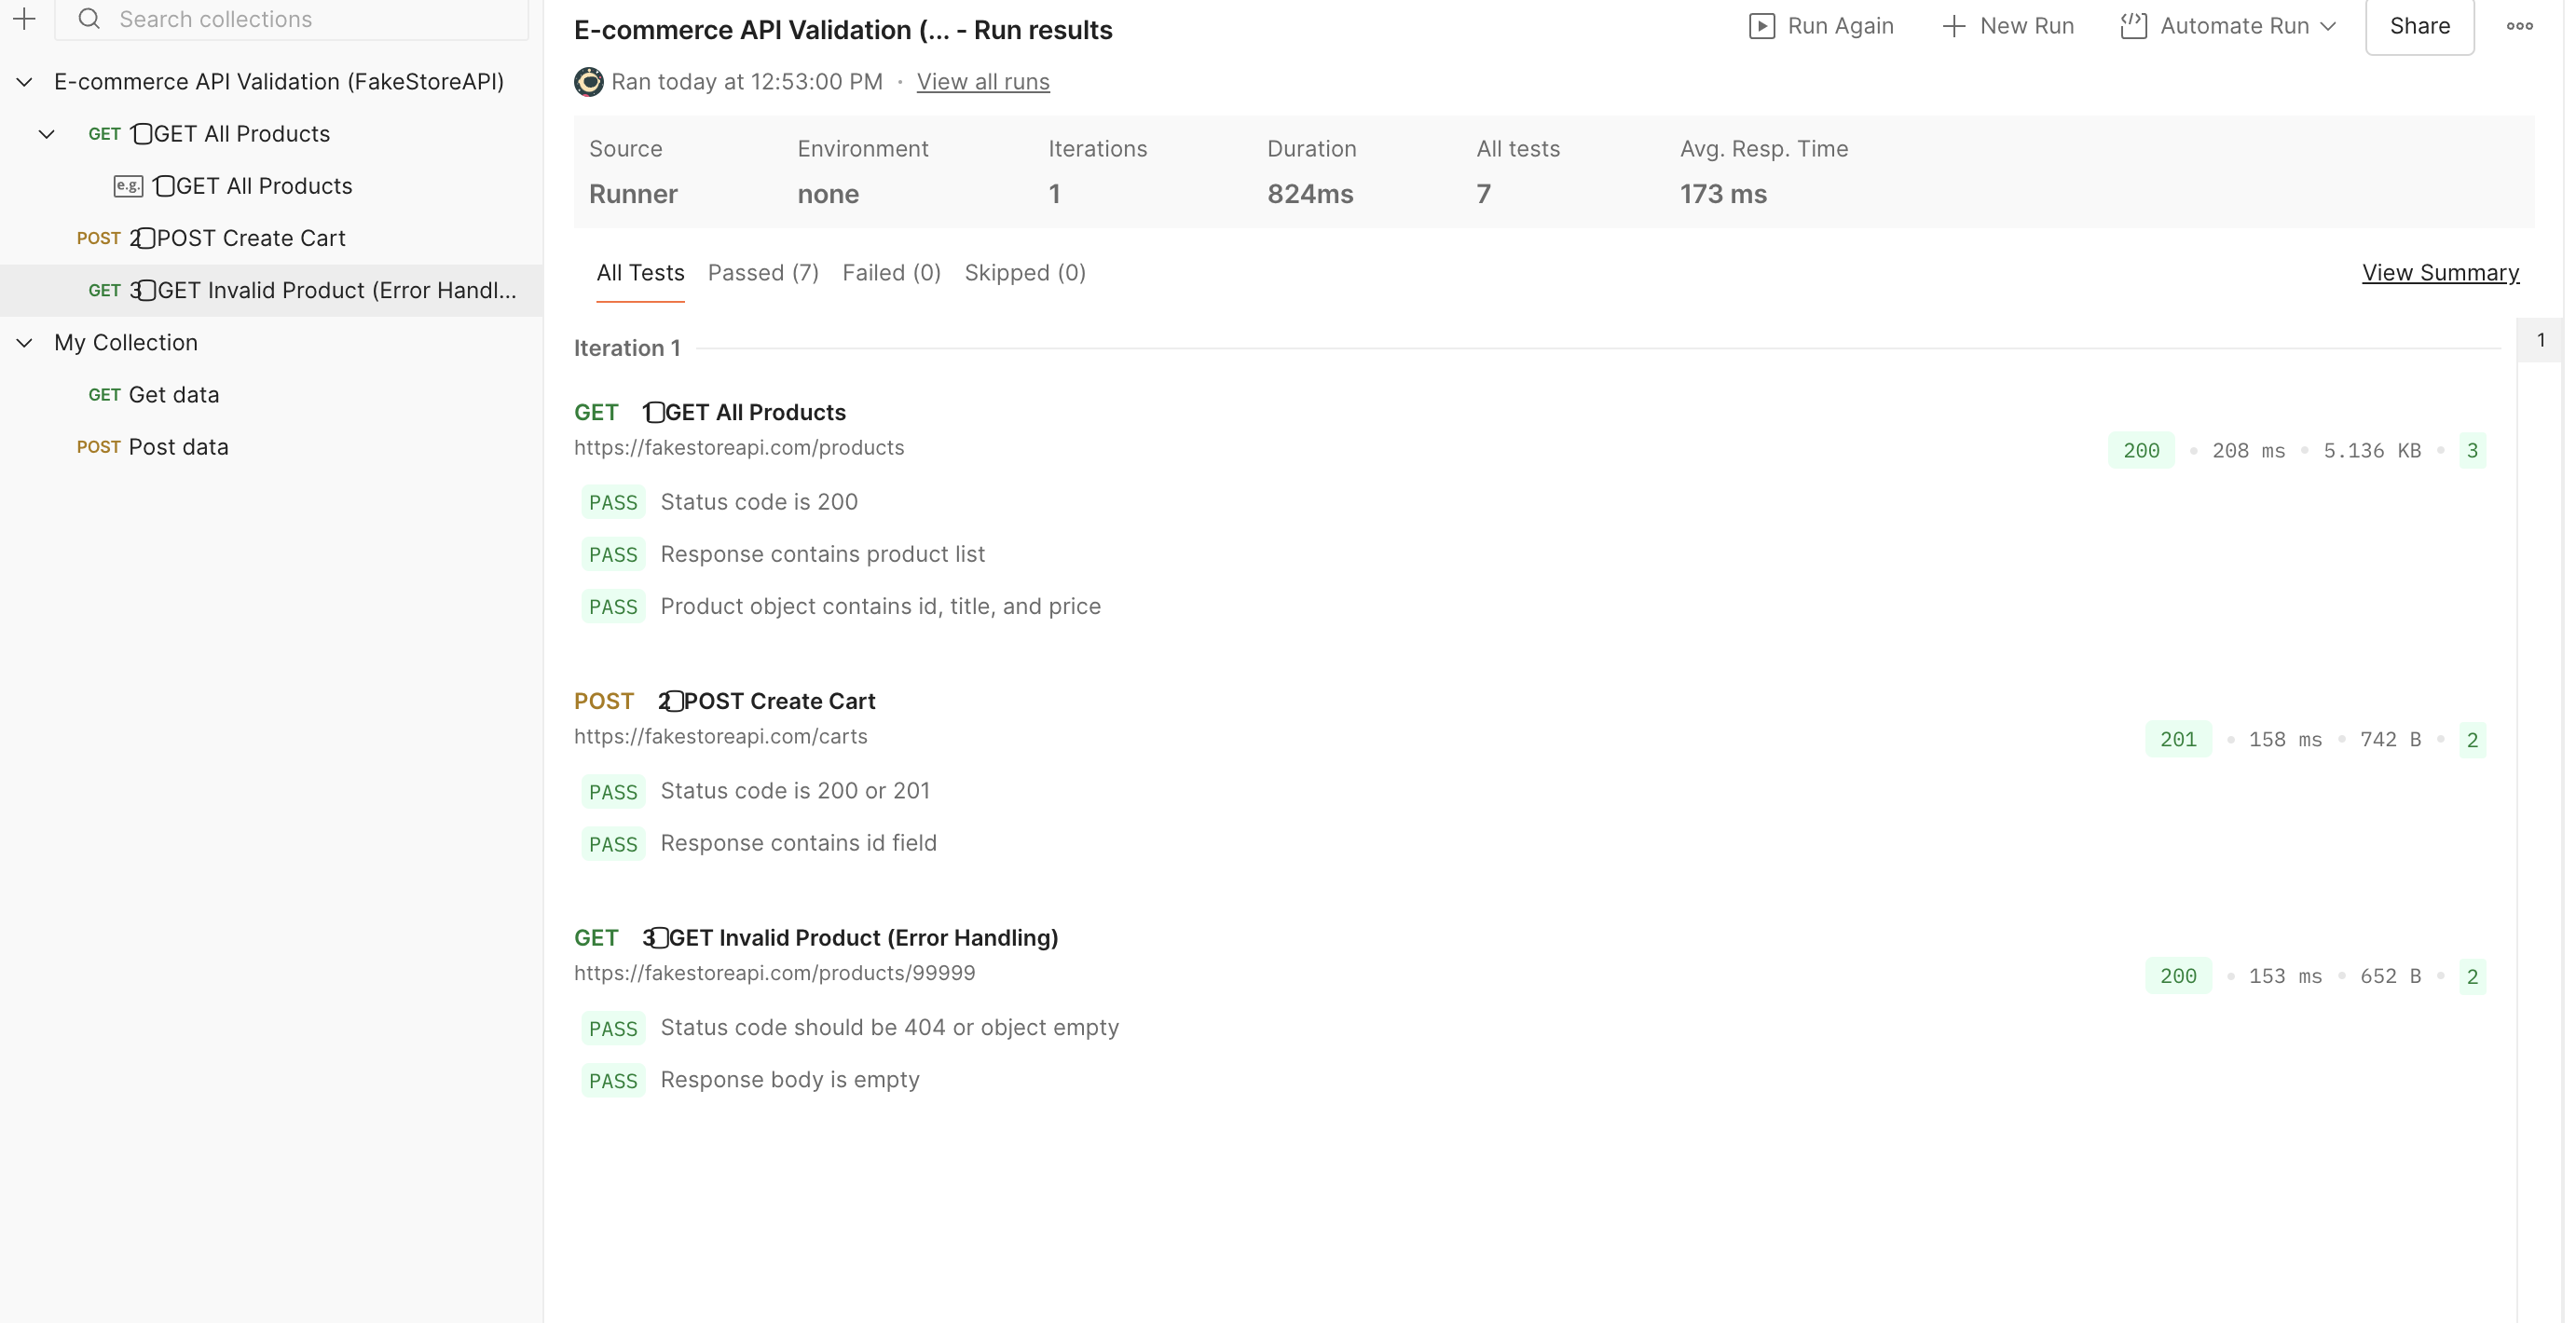 Search collections
E-commerce API Validation (FakeStoreAPI)
GET 1GET All Products
e.g. 1GET All Products
POST 2POST Create Cart
GET 3GET Invalid Product (Error Handl...
My Collection
GET Get data
POST Post data
E-commerce API Validation (... - Run results
Run Again New Run Automate Run Share
Ran today at 12:53:00 PM · View all runs
Source Environment Iterations Duration All tests Avg. Resp. Time
Runner none 1 824ms 7 173 ms
All Tests Passed (7) Failed (0) Skipped (0) View Summary
Iteration 1 1
GET 1GET All Products
https://fakestoreapi.com/products
200 • 208 ms • 5.136 KB • 3
PASS Status code is 200
PASS Response contains product list
PASS Product object contains id, title, and price
POST 2POST Create Cart
https://fakestoreapi.com/carts
201 • 158 ms • 742 B • 2
PASS Status code is 200 or 201
PASS Response contains id field
GET 3GET Invalid Product (Error Handling)
https://fakestoreapi.com/products/99999
200 • 153 ms • 652 B • 2
PASS Status code should be 404 or object empty
PASS Response body is empty